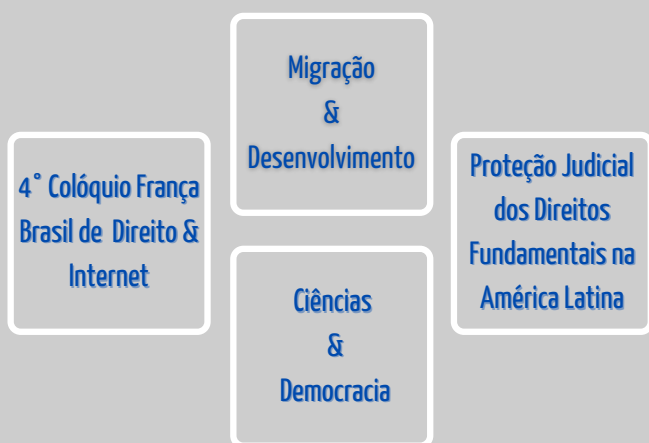 Migração
&
Desenvolvimento
4° Colóquio França
Brasil de Direito &
Internet
Proteção Judicial
dos Direitos
Fundamentais na
América Latina
Ciências
&
Democracia